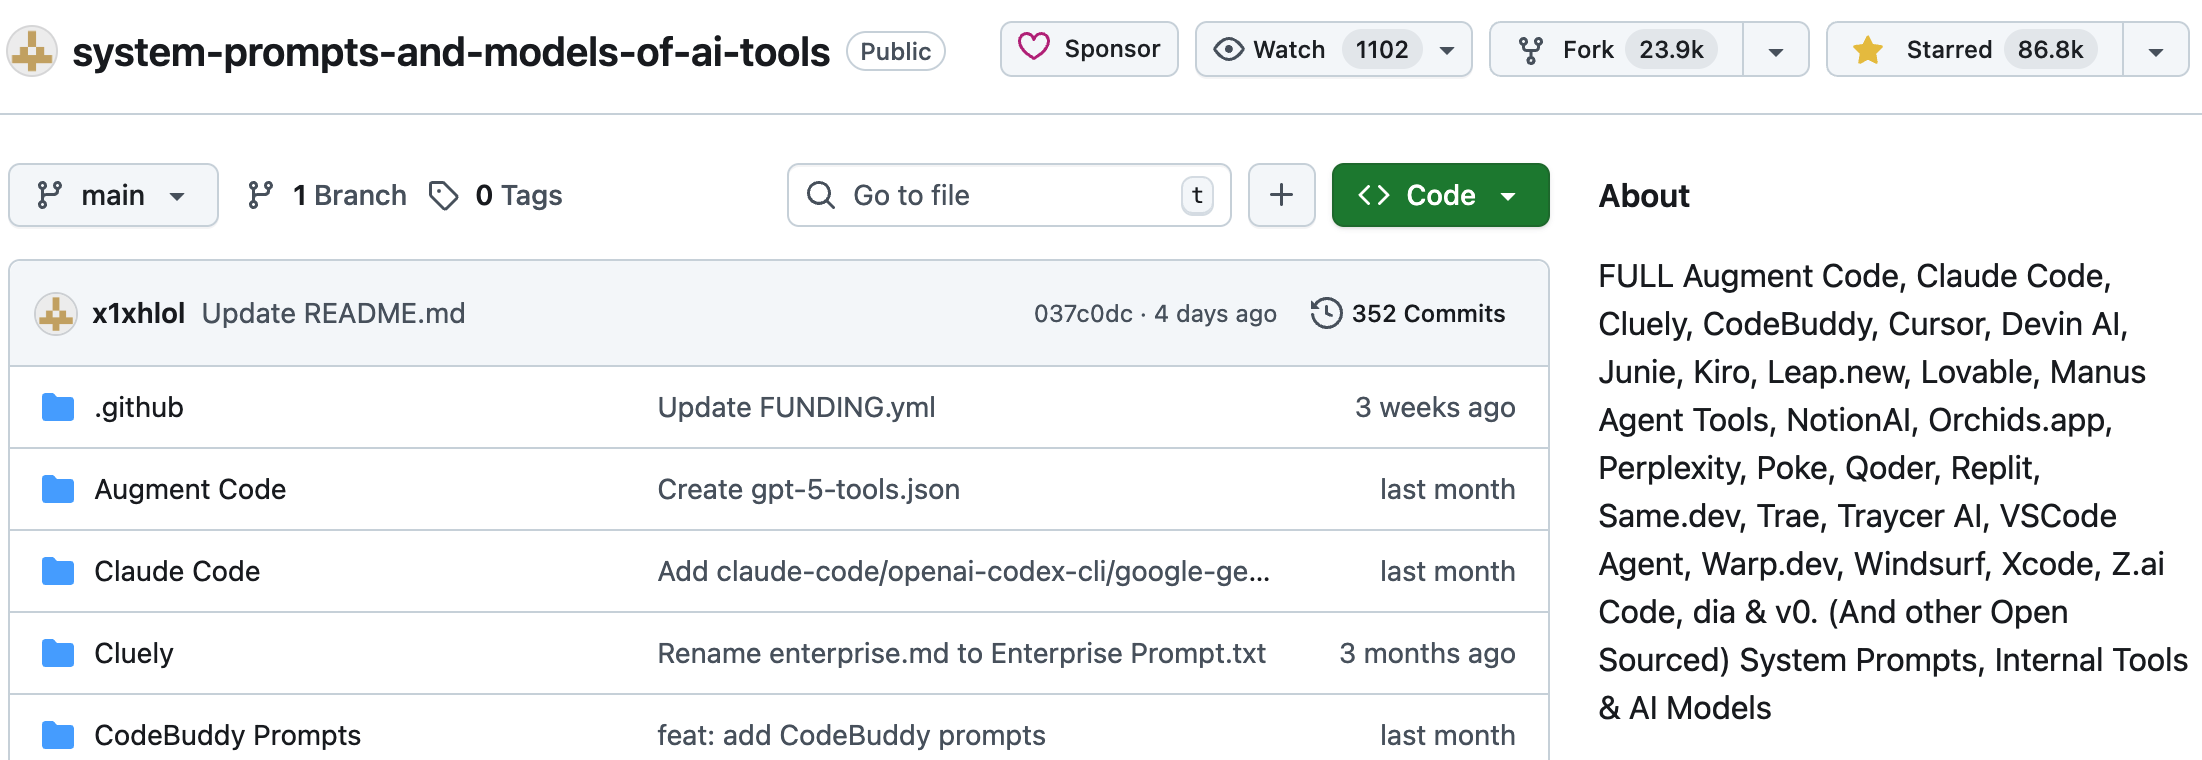 system-prompts-and-models-of-ai-tools Public Sponsor Watch 1102 Fork 23.9k Starred 86.8k
main 1 Branch 0 Tags Go to file t Code
x1xhlol Update README.md 037c0dc · 4 days ago 352 Commits
.github Update FUNDING.yml 3 weeks ago
Augment Code Create gpt-5-tools.json last month
Claude Code Add claude-code/openai-codex-cli/google-ge... last month
Cluely Rename enterprise.md to Enterprise Prompt.txt 3 months ago
CodeBuddy Prompts feat: add CodeBuddy prompts last month
About
FULL Augment Code, Claude Code,
Cluely, CodeBuddy, Cursor, Devin AI,
Junie, Kiro, Leap.new, Lovable, Manus
Agent Tools, NotionAI, Orchids.app,
Perplexity, Poke, Qoder, Replit,
Same.dev, Trae, Traycer AI, VSCode
Agent, Warp.dev, Windsurf, Xcode, Z.ai
Code, dia & v0. (And other Open
Sourced) System Prompts, Internal Tools
& AI Models